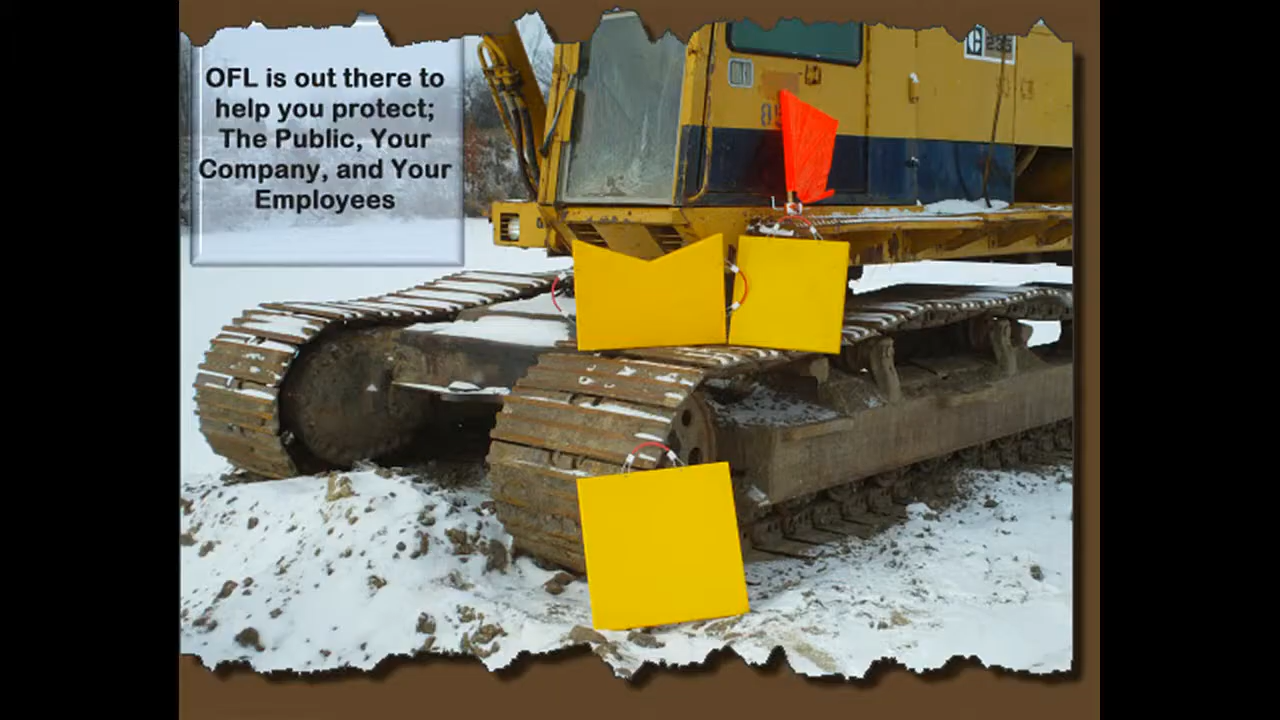 OFL is out there to
help you protect;
The Public, Your
Company, and Your
Employees